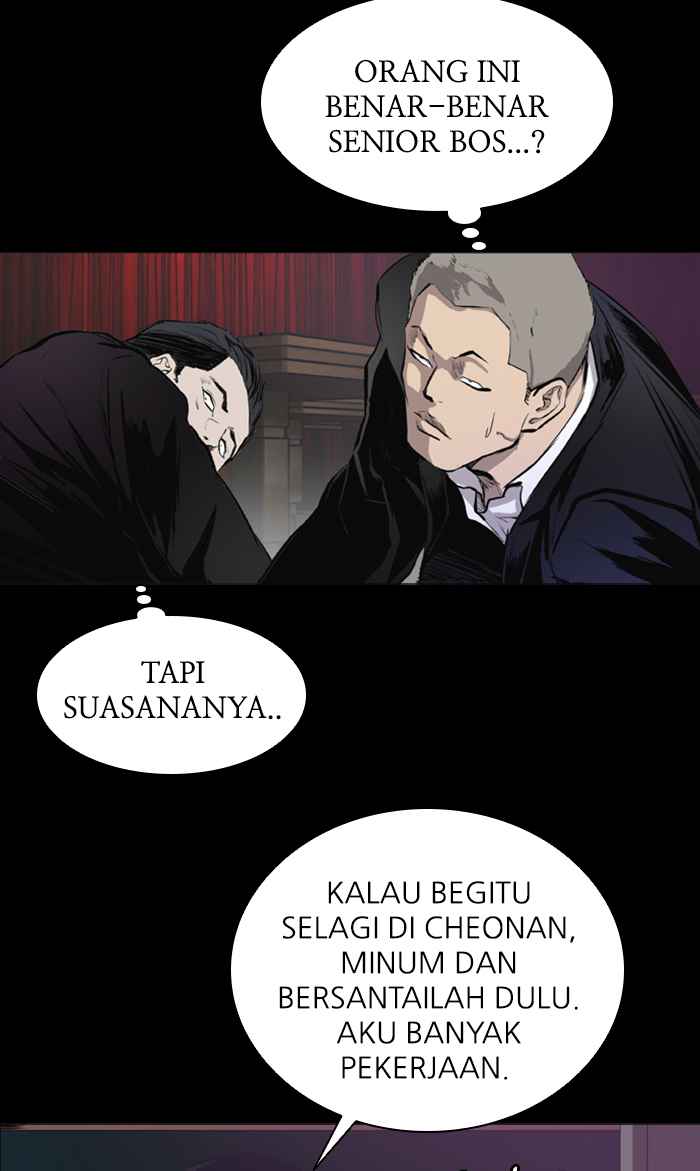 ORANG INI
BENAR-BENAR
SENIOR BOS...?
TAPI
SUASANANYA..
KALAU BEGITU
SELAGI DI CHEONAN,
MINUM DAN
BERSANTAILAH DULU.
AKU BANYAK
PEKERJAAN.